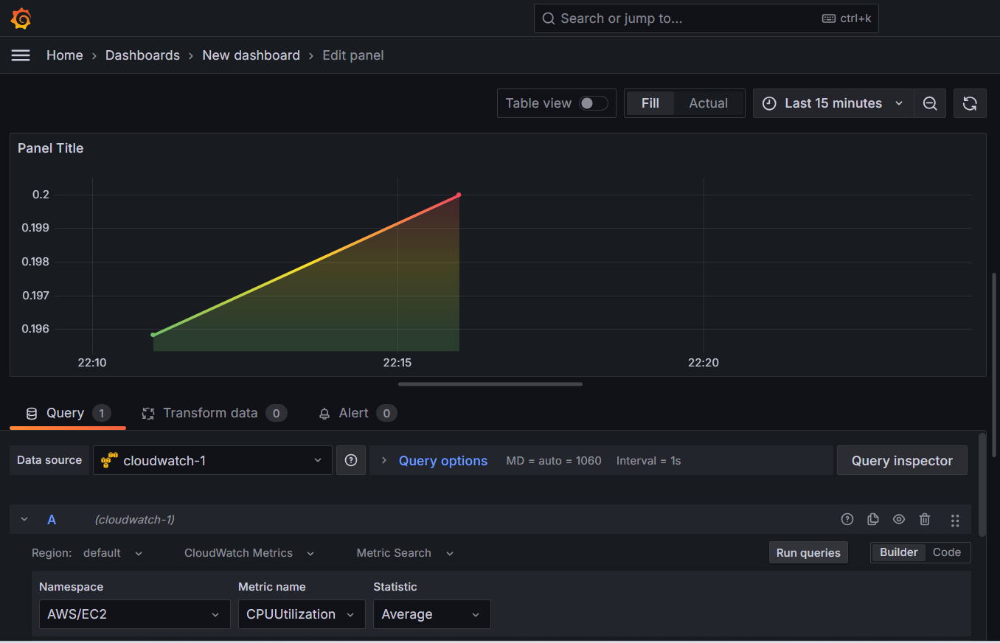 Search or jump to... ctrl+k
Home › Dashboards › New dashboard › Edit panel
Table view Fill Actual Last 15 minutes
Panel Title
0.2
0.199
0.198
0.197
0.196
22:10 22:15 22:20
Query 1 Transform data 0 Alert 0
Data source cloudwatch-1 Query options MD = auto = 1060 Interval = 1s Query inspector
A (cloudwatch-1)
Region: default CloudWatch Metrics Metric Search Run queries Builder Code
Namespace Metric name Statistic
AWS/EC2 CPUUtilization Average